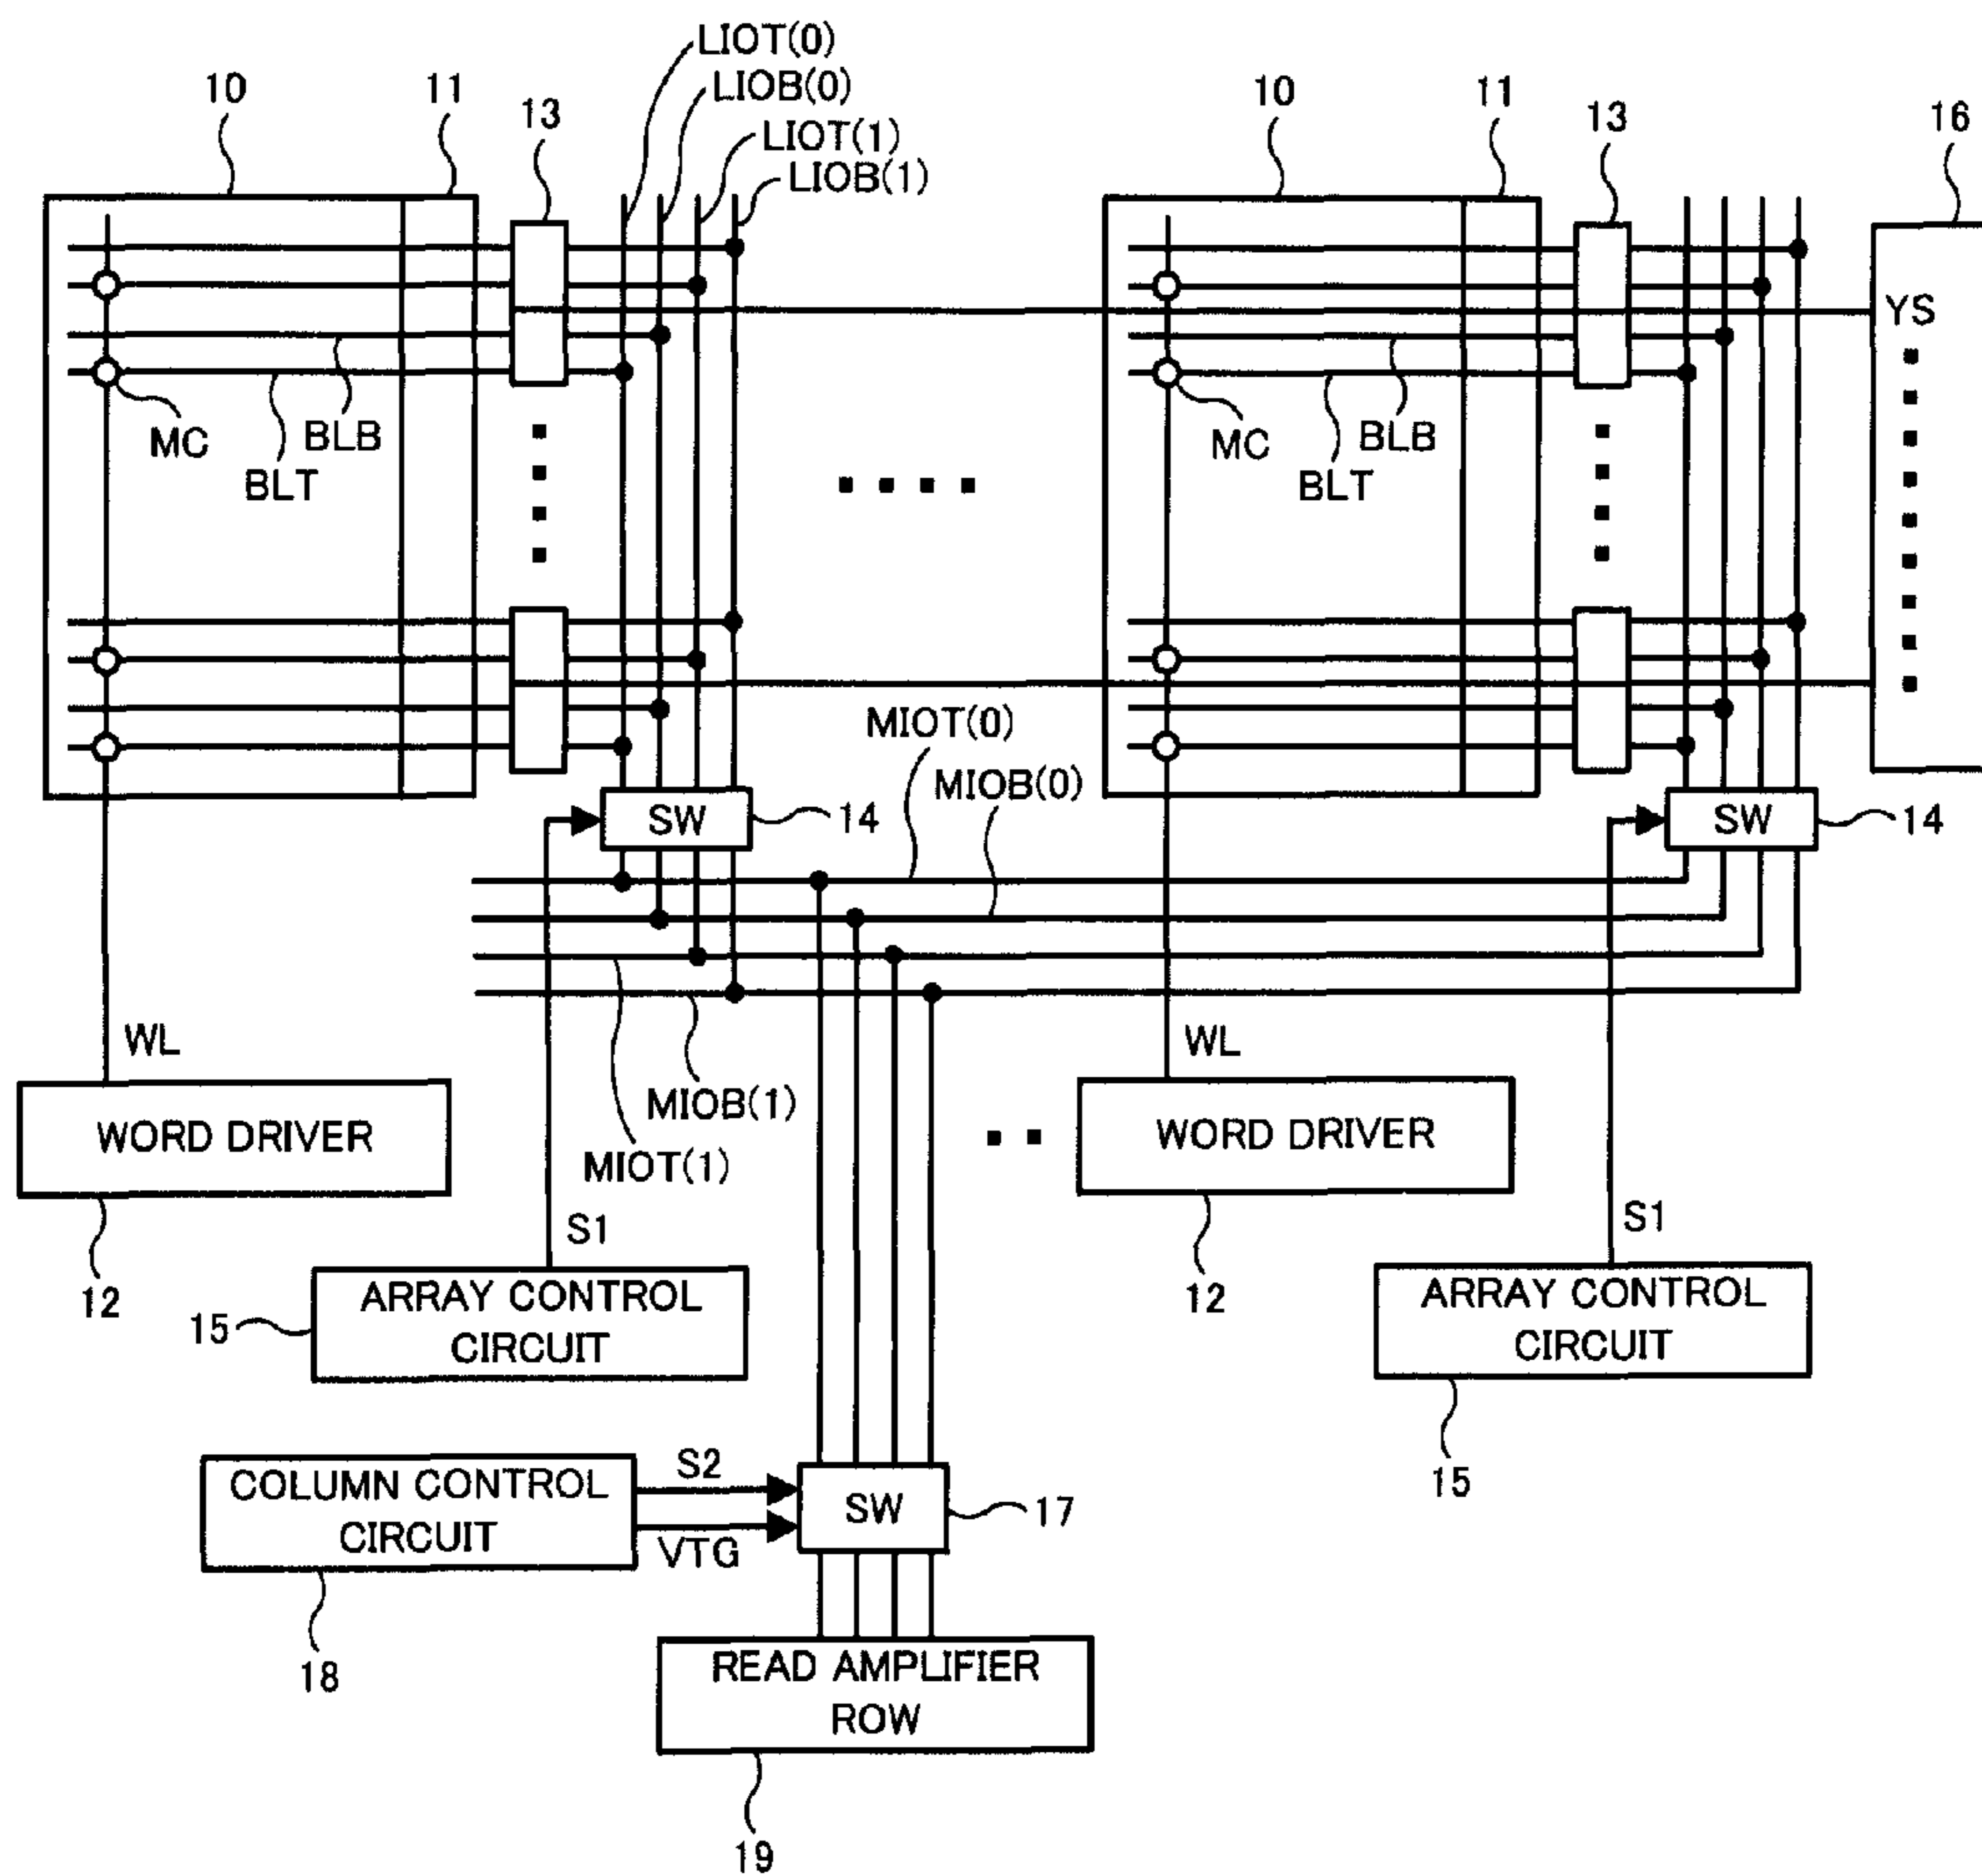 LIOT(0)
LIOB(0)
LIOT(1)
LIOB(1)
10
11
13
10
11
13
16
YS
MC
BLB
BLT
MC
BLB
BLT
MIOT(0)
MIOB(0)
SW
14
SW
14
WL
WL
MIOB(1)
MIOT(1)
WORD DRIVER
WORD DRIVER
12
12
S1
S1
ARRAY CONTROL
CIRCUIT
15
ARRAY CONTROL
CIRCUIT
15
COLUMN CONTROL
CIRCUIT
S2
VTG
SW
17
18
READ AMPLIFIER
ROW
19